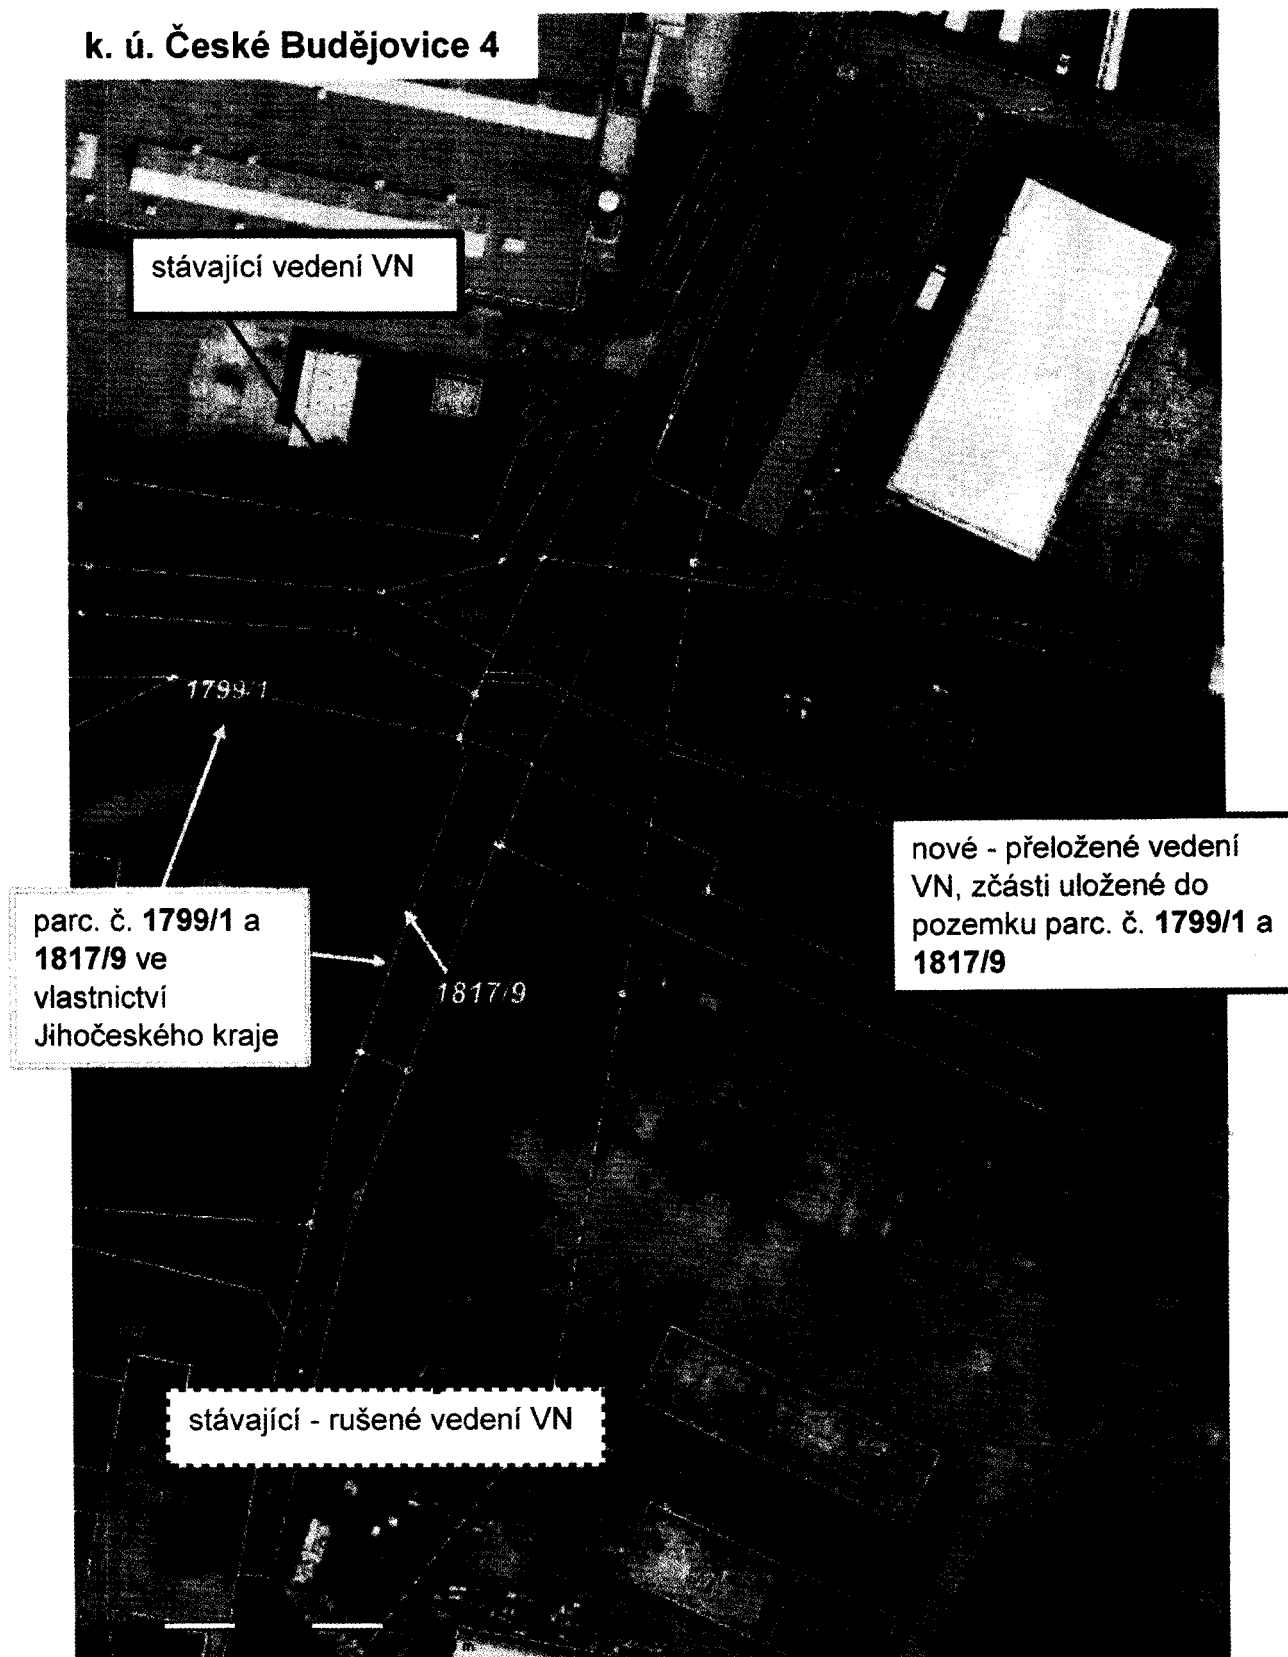 k. ú. České Budějovice 4
stávající vedení VN
1799/1
nové - přeložené vedení
VN, zčásti uložené do
pozemku parc. č. 1799/1 a
1817/9
parc. č. 1799/1 a
1817/9 ve
vlastnictví
Jihočeského kraje
1817/9
stávající - rušené vedení VN